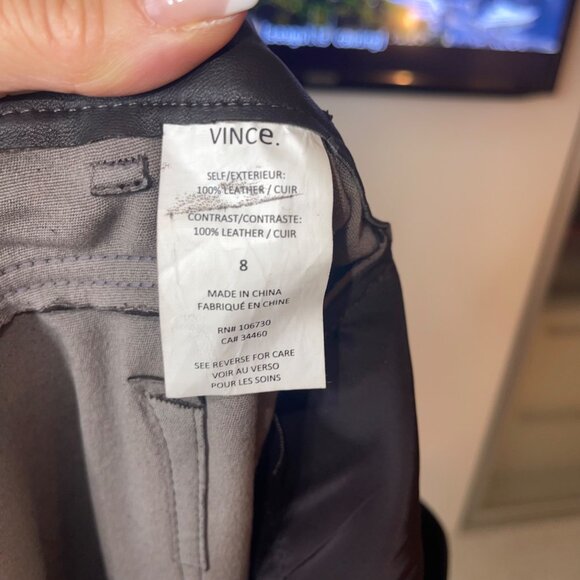 VINCe.
SELF/EXTERIEUR:
100% LEATHER / CUIR
CONTRAST/CONTRASTE:
100% LEATHER / CUIR
8
MADE IN CHINA
FABRIQUÉ EN CHINE
RN# 106730
CA# 34460
SEE REVERSE FOR CARE
VOIR AU VERSO
POUR LES SOINS